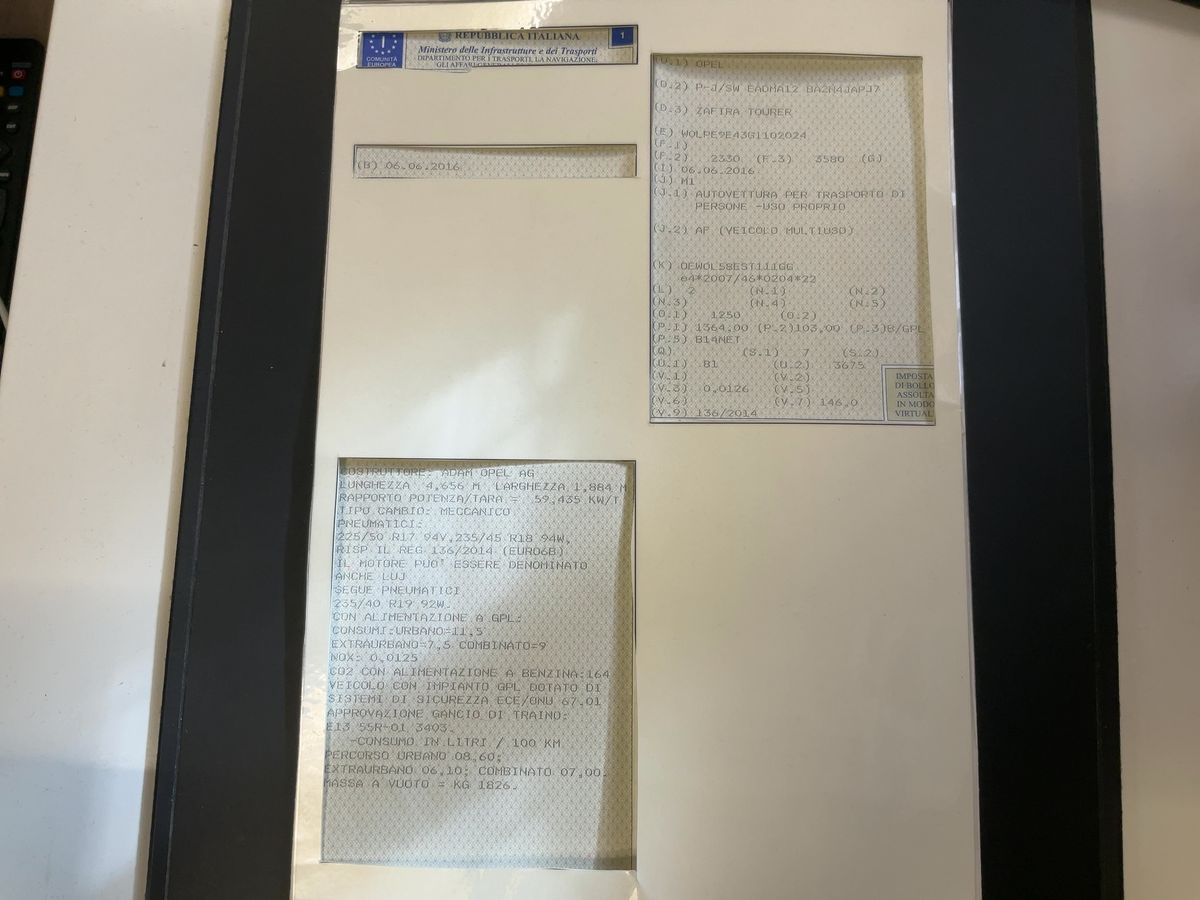 REPUBBLICA ITALIANA
1
Ministero delle Infrastrutture e dei Trasporti
COMUNITÀ EUROPEA
DIPARTIMENTO PER I TRASPORTI, LA NAVIGAZIONE,
GLI AFFARI
(B) 06.06.2016
(D.1) OPEL
(D.2) P-J/SW EA0MA12 BA2N4JAPJ7
(D.3) ZAFIRA TOURER
(E) W0LPE9E43G1102024
(F.1)
(F.2) 2330 (F.3) 3580 (G)
(I) 06.06.2016
(J) M1
(J.1) AUTOVETTURA PER TRASPORTO DI
PERSONE -USO PROPRIO
(J.2) AF (VEICOLO MULTIUSO)
(K) OEWOL58EST111GG
64*2007/46*0204*22
(L) 2 (N.1) (N.2)
(N.3) (N.4) (N.5)
(O.1) 1250 (O.2)
(P.1) 1364,00 (P.2)103,00 (P.3)B/GPL
(P.5) B14NET
(Q) (S.1) 7 (S.2)
(U.1) 81 (U.2) 3675
(V.1) (V.2)
(V.3) 0,0126 (V.5)
(V.6) (V.7) 146,0
(V.9) 136/2014
IMPOSTA
DI BOLLO
ASSOLTA
IN MODO
VIRTUAL
COSTRUTTORE: ADAM OPEL AG
LUNGHEZZA 4,656 M LARGHEZZA 1,884 M
RAPPORTO POTENZA/TARA = 59,435 KW/T
TIPO CAMBIO: MECCANICO
PNEUMATICI:
225/50 R17 94V,235/45 R18 94W,
RISP IL REG 136/2014 (EURO6B)
IL MOTORE PUO' ESSERE DENOMINATO
ANCHE LUJ
SEGUE PNEUMATICI
235/40 R19 92W.
CON ALIMENTAZIONE A GPL:
CONSUMI:URBANO=11,5
EXTRAURBANO=7,5 COMBINATO=9
NOX: 0,0125
CO2 CON ALIMENTAZIONE A BENZINA:164
VEICOLO CON IMPIANTO GPL DOTATO DI
SISTEMI DI SICUREZZA ECE/ONU 67.01
APPROVAZIONE GANCIO DI TRAINO:
E13 55R-01 3403.
-CONSUMO IN LITRI / 100 KM
PERCORSO URBANO 08,60;
EXTRAURBANO 06,10; COMBINATO 07,00.
MASSA A VUOTO = KG 1826.